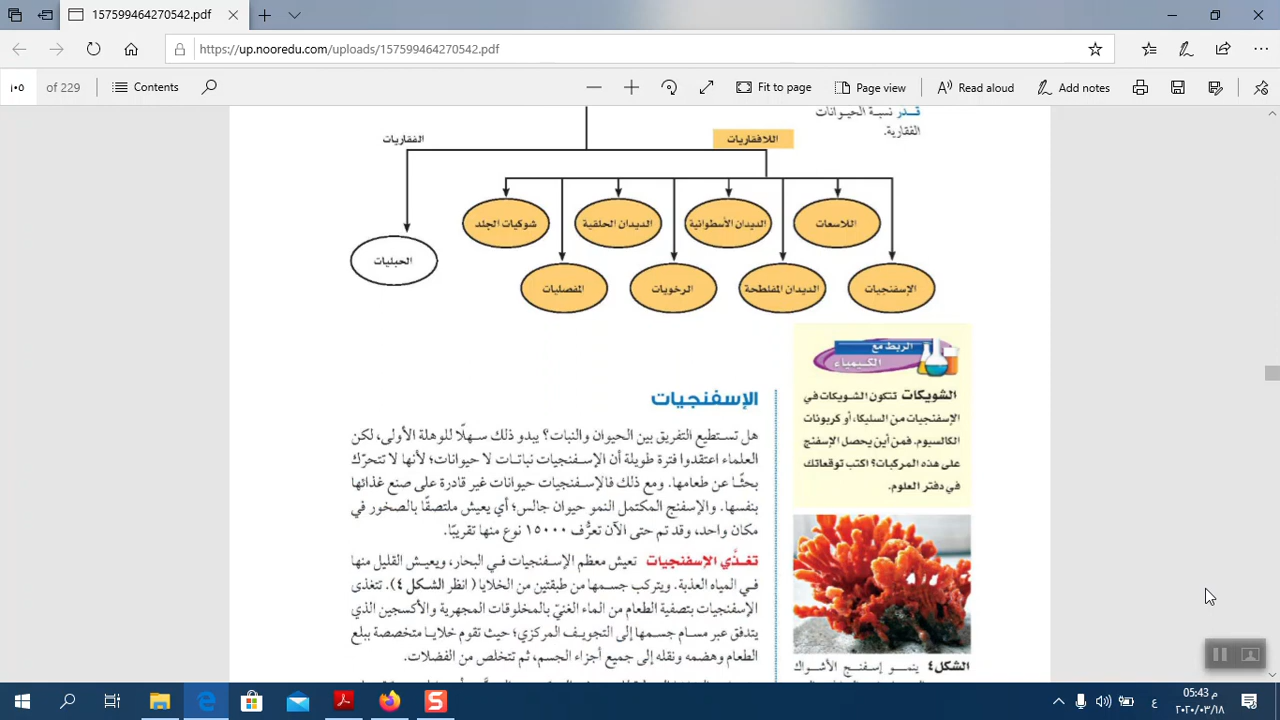 157599464270542.pdf
https://up.nooredu.com/uploads/157599464270542.pdf
١٠٥ of 229
Contents
Fit to page
Page view
Read aloud
Add notes
قـدر نسبـة الحيـوانات
الفقارية.
اللافقاريات
الفقاريات
اللاسعات
الديدان الأسطوانية
الديدان الحلقية
شوكيات الجلد
الإسفنجيات
الديدان المفلطحة
الرخويات
المفصليات
الحبليات
الربط مع
الكيمياء
الشويكات تتكون الشويكات في
الإسفنجيات من السليكا، أو كربونات
الكالسيوم. فمن أين يحصل الإسفنج
على هذه المركبات؟ اكتب توقعاتك
في دفتر العلوم.
الشكل٤ ينمـو إسفنـج الأشـواك
الإسفنجيات
هل تستطيع التفريق بين الحيوان والنبات؟ يبدو ذلك سهلًا للوهلة الأولى، لكن
العلماء اعتقدوا فترة طويلة أن الإسفنجيات نباتات لا حيوانات؛ لأنها لا تتحرّك
بحثًا عن طعامها. ومع ذلك فالإسفنجيات حيوانات غير قادرة على صنع غذائها
بنفسها. والإسفنج المكتمل النمو حيوان جالس؛ أي يعيش ملتصقًا بالصخور في
مكان واحد، وقد تم حتى الآن تعرُّف ١٥٠٠٠ نوع منها تقريبًا.
تغذّي الإسفنجيات تعيش معظم الإسفنجيات في البحار، ويعيش القليل منها
في المياه العذبة. ويتركب جسمها من طبقتين من الخلايا ( انظر الشكل ٤). تتغذى
الإسفنجيات بتصفية الطعام من الماء الغنيّ بالمخلوقات المجهرية والأكسجين الذي
يتدفق عبر مسام جسمها إلى التجويف المركزي؛ حيث تقوم خلايا متخصصة ببلع
الطعام وهضمه ونقله إلى جميع أجزاء الجسم، ثم تتخلص من الفضلات.
ع
05:43 م
٢٠٢٠/٠٣/١٨